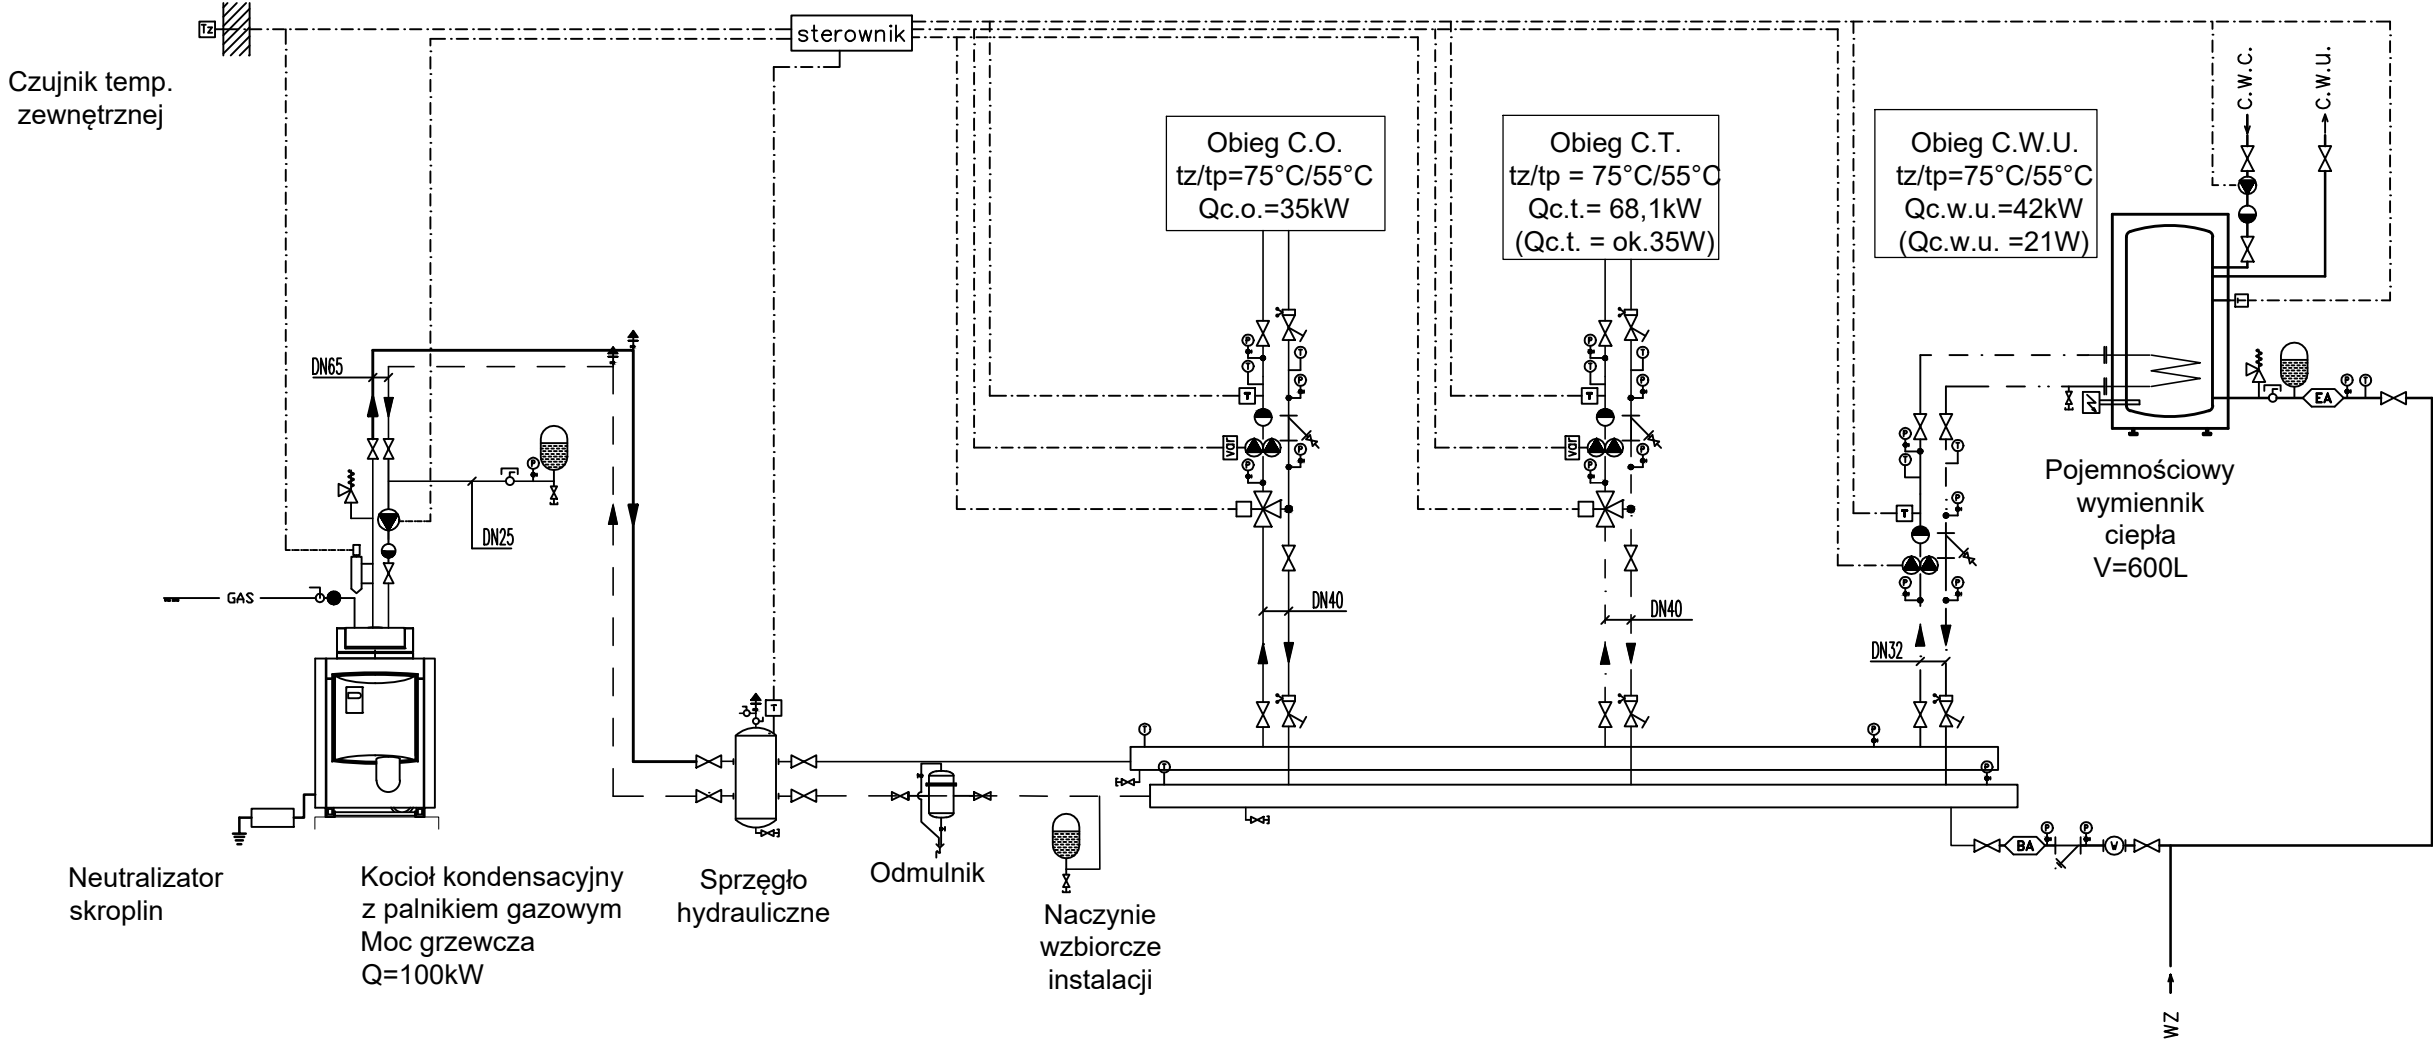 Tz
sterownik
Czujnik temp.
zewnętrznej
C.W.C.
C.W.U.
Obieg C.O.
tz/tp=75°C/55°C
Qc.o.=35kW
Obieg C.T.
tz/tp = 75°C/55°C
Qc.t.= 68,1kW
(Qc.t. = ok.35W)
Obieg C.W.U.
tz/tp=75°C/55°C
Qc.w.u.=42kW
(Qc.w.u. =21W)
T
P
P
T
T
T
P
T
P
T
T
T
P
DN65
EA
P
T
var
P
P
var
P
P
P
T
T
P
T
P
P
P
DN25
Pojemnościowy
wymiennik
ciepła
V=600L
GAS
DN40
DN40
DN32
T
T
P
T
P
BA
P
P
W
Neutralizator
skroplin
Kocioł kondensacyjny
z palnikiem gazowym
Moc grzewcza
Q=100kW
Sprzęgło
hydrauliczne
Odmulnik
Naczynie
wzbiorcze
instalacji
WZ